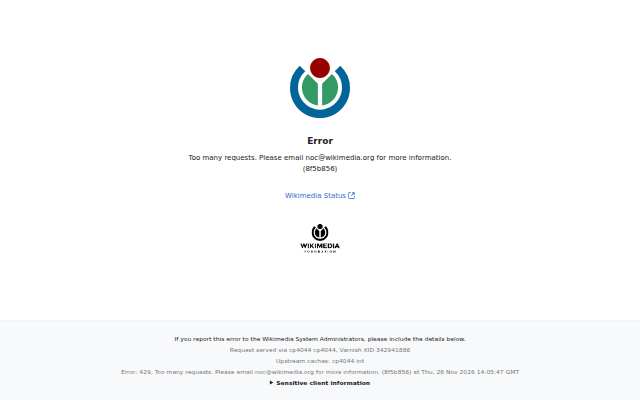 Error
Too many requests. Please email noc@wikimedia.org for more information.
(8f5b856)
Wikimedia Status
WIKIMEDIA
FOUNDATION
If you report this error to the Wikimedia System Administrators, please include the details below.
Request served via cp4044 cp4044, Varnish XID 342941886
Upstream caches: cp4044 int
Error: 429, Too many requests. Please email noc@wikimedia.org for more information. (8f5b856) at Thu, 26 Nov 2026 14:05:47 GMT
Sensitive client information